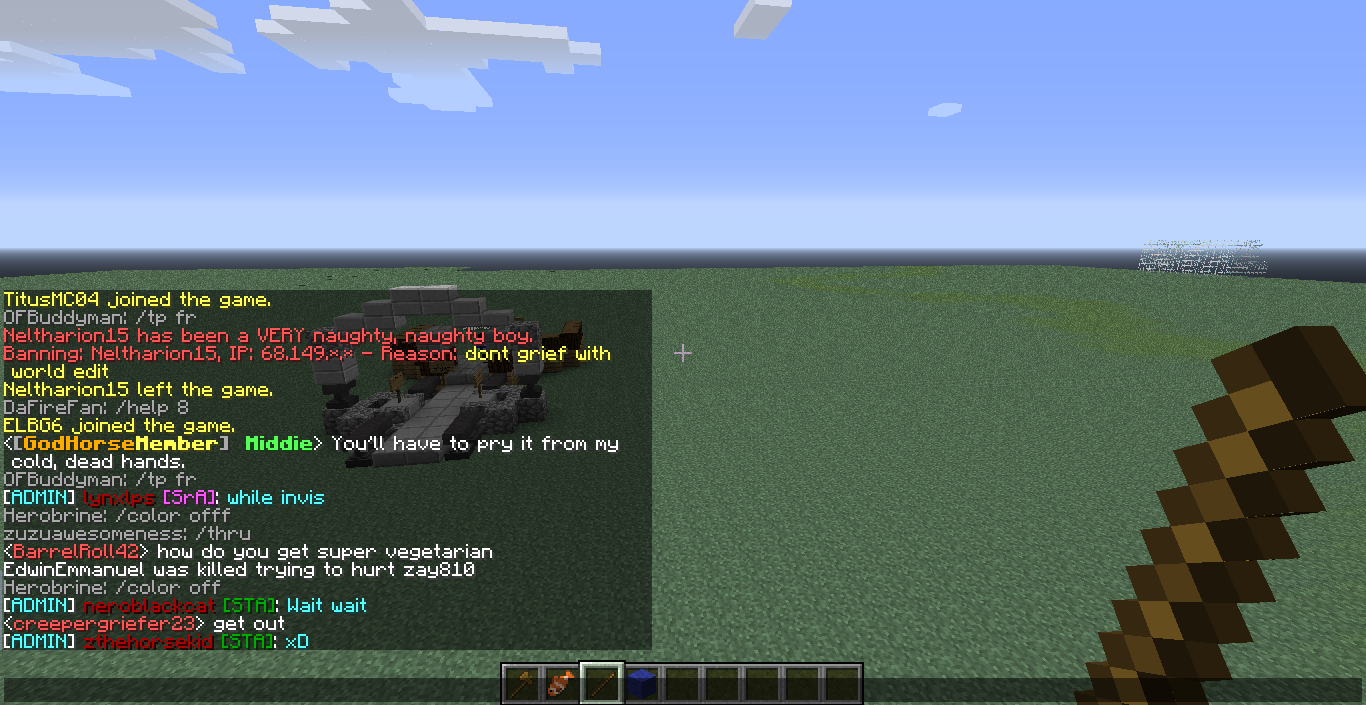 TitusMC04 joined the game.
OFBuddyman: /tp fr
Neltharion15 has been a VERY naughty, naughty boy.
Banning: Neltharion15, IP: 68.149.*.* - Reason: dont grief with
world edit
Neltharion15 left the game.
DaFireFan: /help 8
ELBG6 joined the game.
<[GodHorseMember] Middie> You'll have to pry it from my
cold, dead hands.
OFBuddyman: /tp fr
[ADMIN] lynxlps [SrA]: while invis
Herobrine: /color offf
zuzuawesomeness: /thru
<BarrelRoll42> how do you get super vegetarian
EdwinEmmanuel was killed trying to hurt zay810
Herobrine: /color off
[ADMIN] neroblackcat [STA]: Wait wait
<creepergriefer23> get out
[ADMIN] zthehorsekid [STA]: xD